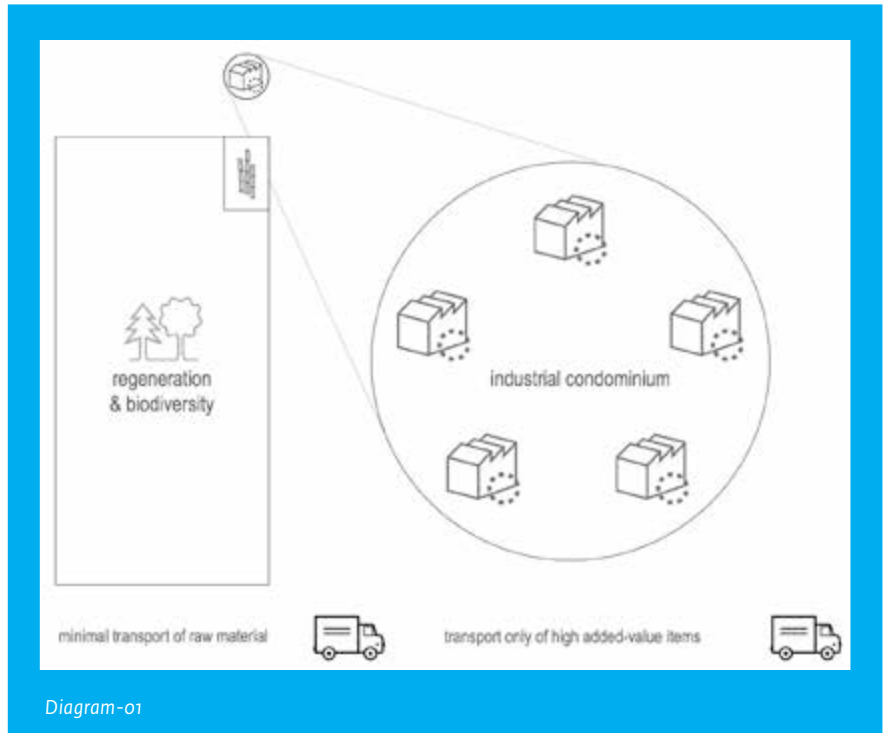 regeneration
& biodiversity
industrial condominium
minimal transport of raw material
transport only of high added-value items
Diagram-01